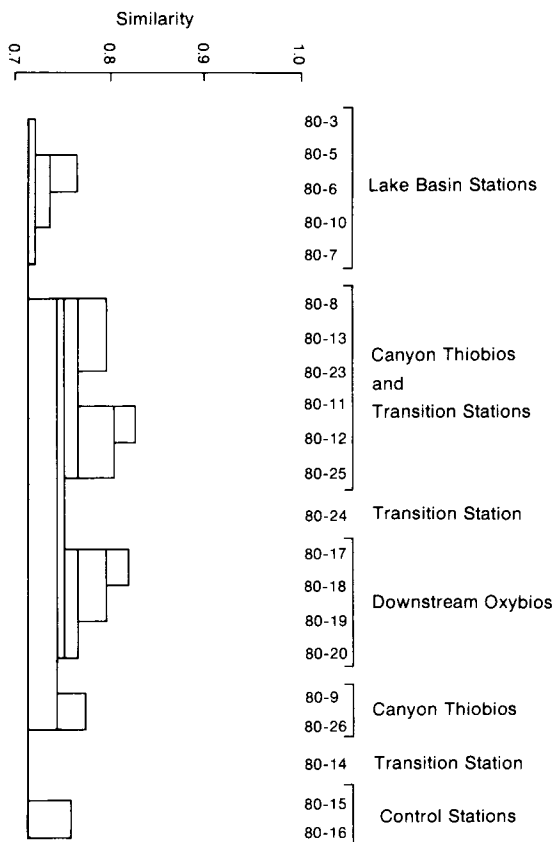 Similarity
0.7 0.8 0.9 1.0
80-3
80-5
80-6
80-10
80-7
Lake Basin Stations
80-8
80-13
80-23
80-11
80-12
80-25
Canyon Thiobios
and
Transition Stations
80-24 Transition Station
80-17
80-18
80-19
80-20
Downstream Oxybios
80-9
80-26
Canyon Thiobios
80-14 Transition Station
80-15
80-16
Control Stations